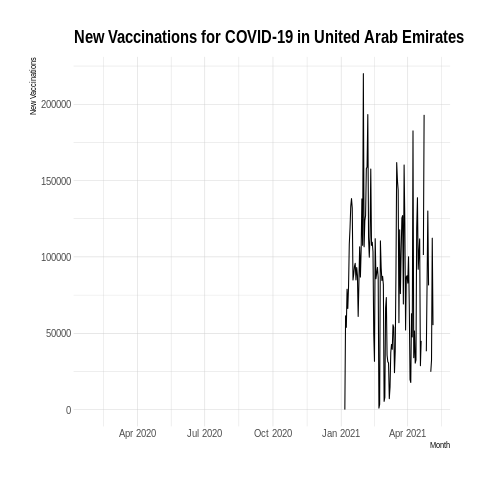 New Vaccinations for COVID-19 in United Arab Emirates
New Vaccinations
200000
150000
100000
50000
0
Apr 2020
Jul 2020
Oct 2020
Jan 2021
Apr 2021
Month